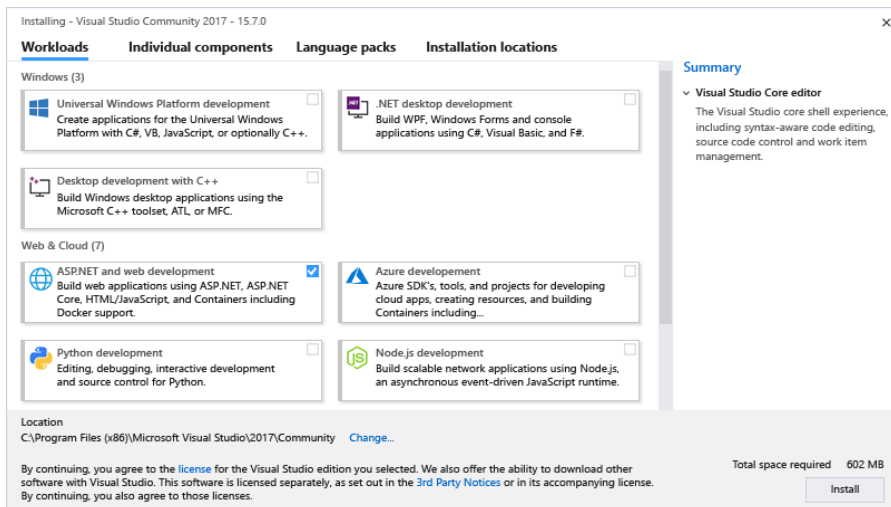 Installing - Visual Studio Community 2017 - 15.7.0
×
Workloads Individual components Language packs Installation locations
Windows (3)
Universal Windows Platform development
Create applications for the Universal Windows
Platform with C#, VB, JavaScript, or optionally C++.
.NET desktop development
Build WPF, Windows Forms and console
applications using C#, Visual Basic, and F#.
Desktop development with C++
Build Windows desktop applications using the
Microsoft C++ toolset, ATL, or MFC.
Web & Cloud (7)
ASP.NET and web development
Build web applications using ASP.NET, ASP.NET
Core, HTML/JavaScript, and Containers including
Docker support.
Azure developement
Azure SDK's, tools, and projects for developing
cloud apps, creating resources, and building
Containers including...
Python development
Editing, debugging, interactive development
and source control for Python.
JS
Node.js development
Build scalable network applications using Node.js,
an asynchronous event-driven JavaScript runtime.
Summary
Visual Studio Core editor
The Visual Studio core shell experience,
including syntax-aware code editing,
source code control and work item
management.
Location
C:\Program Files (x86)\Microsoft Visual Studio\2017\Community Change...
By continuing, you agree to the license for the Visual Studio edition you selected. We also offer the ability to download other
software with Visual Studio. This software is licensed separately, as set out in the 3rd Party Notices or in its accompanying license.
By continuing, you also agree to those licenses.
Total space required 602 MB
Install